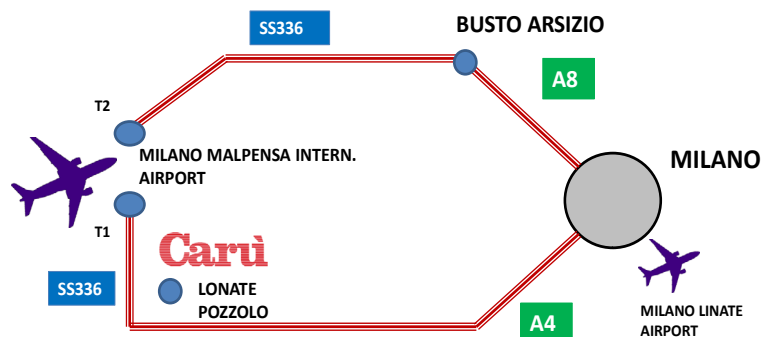 SS336
BUSTO ARSIZIO
A8
T2
MILANO MALPENSA INTERN.
AIRPORT
MILANO
T1
Carù
SS336
LONATE
POZZOLO
A4
MILANO LINATE
AIRPORT